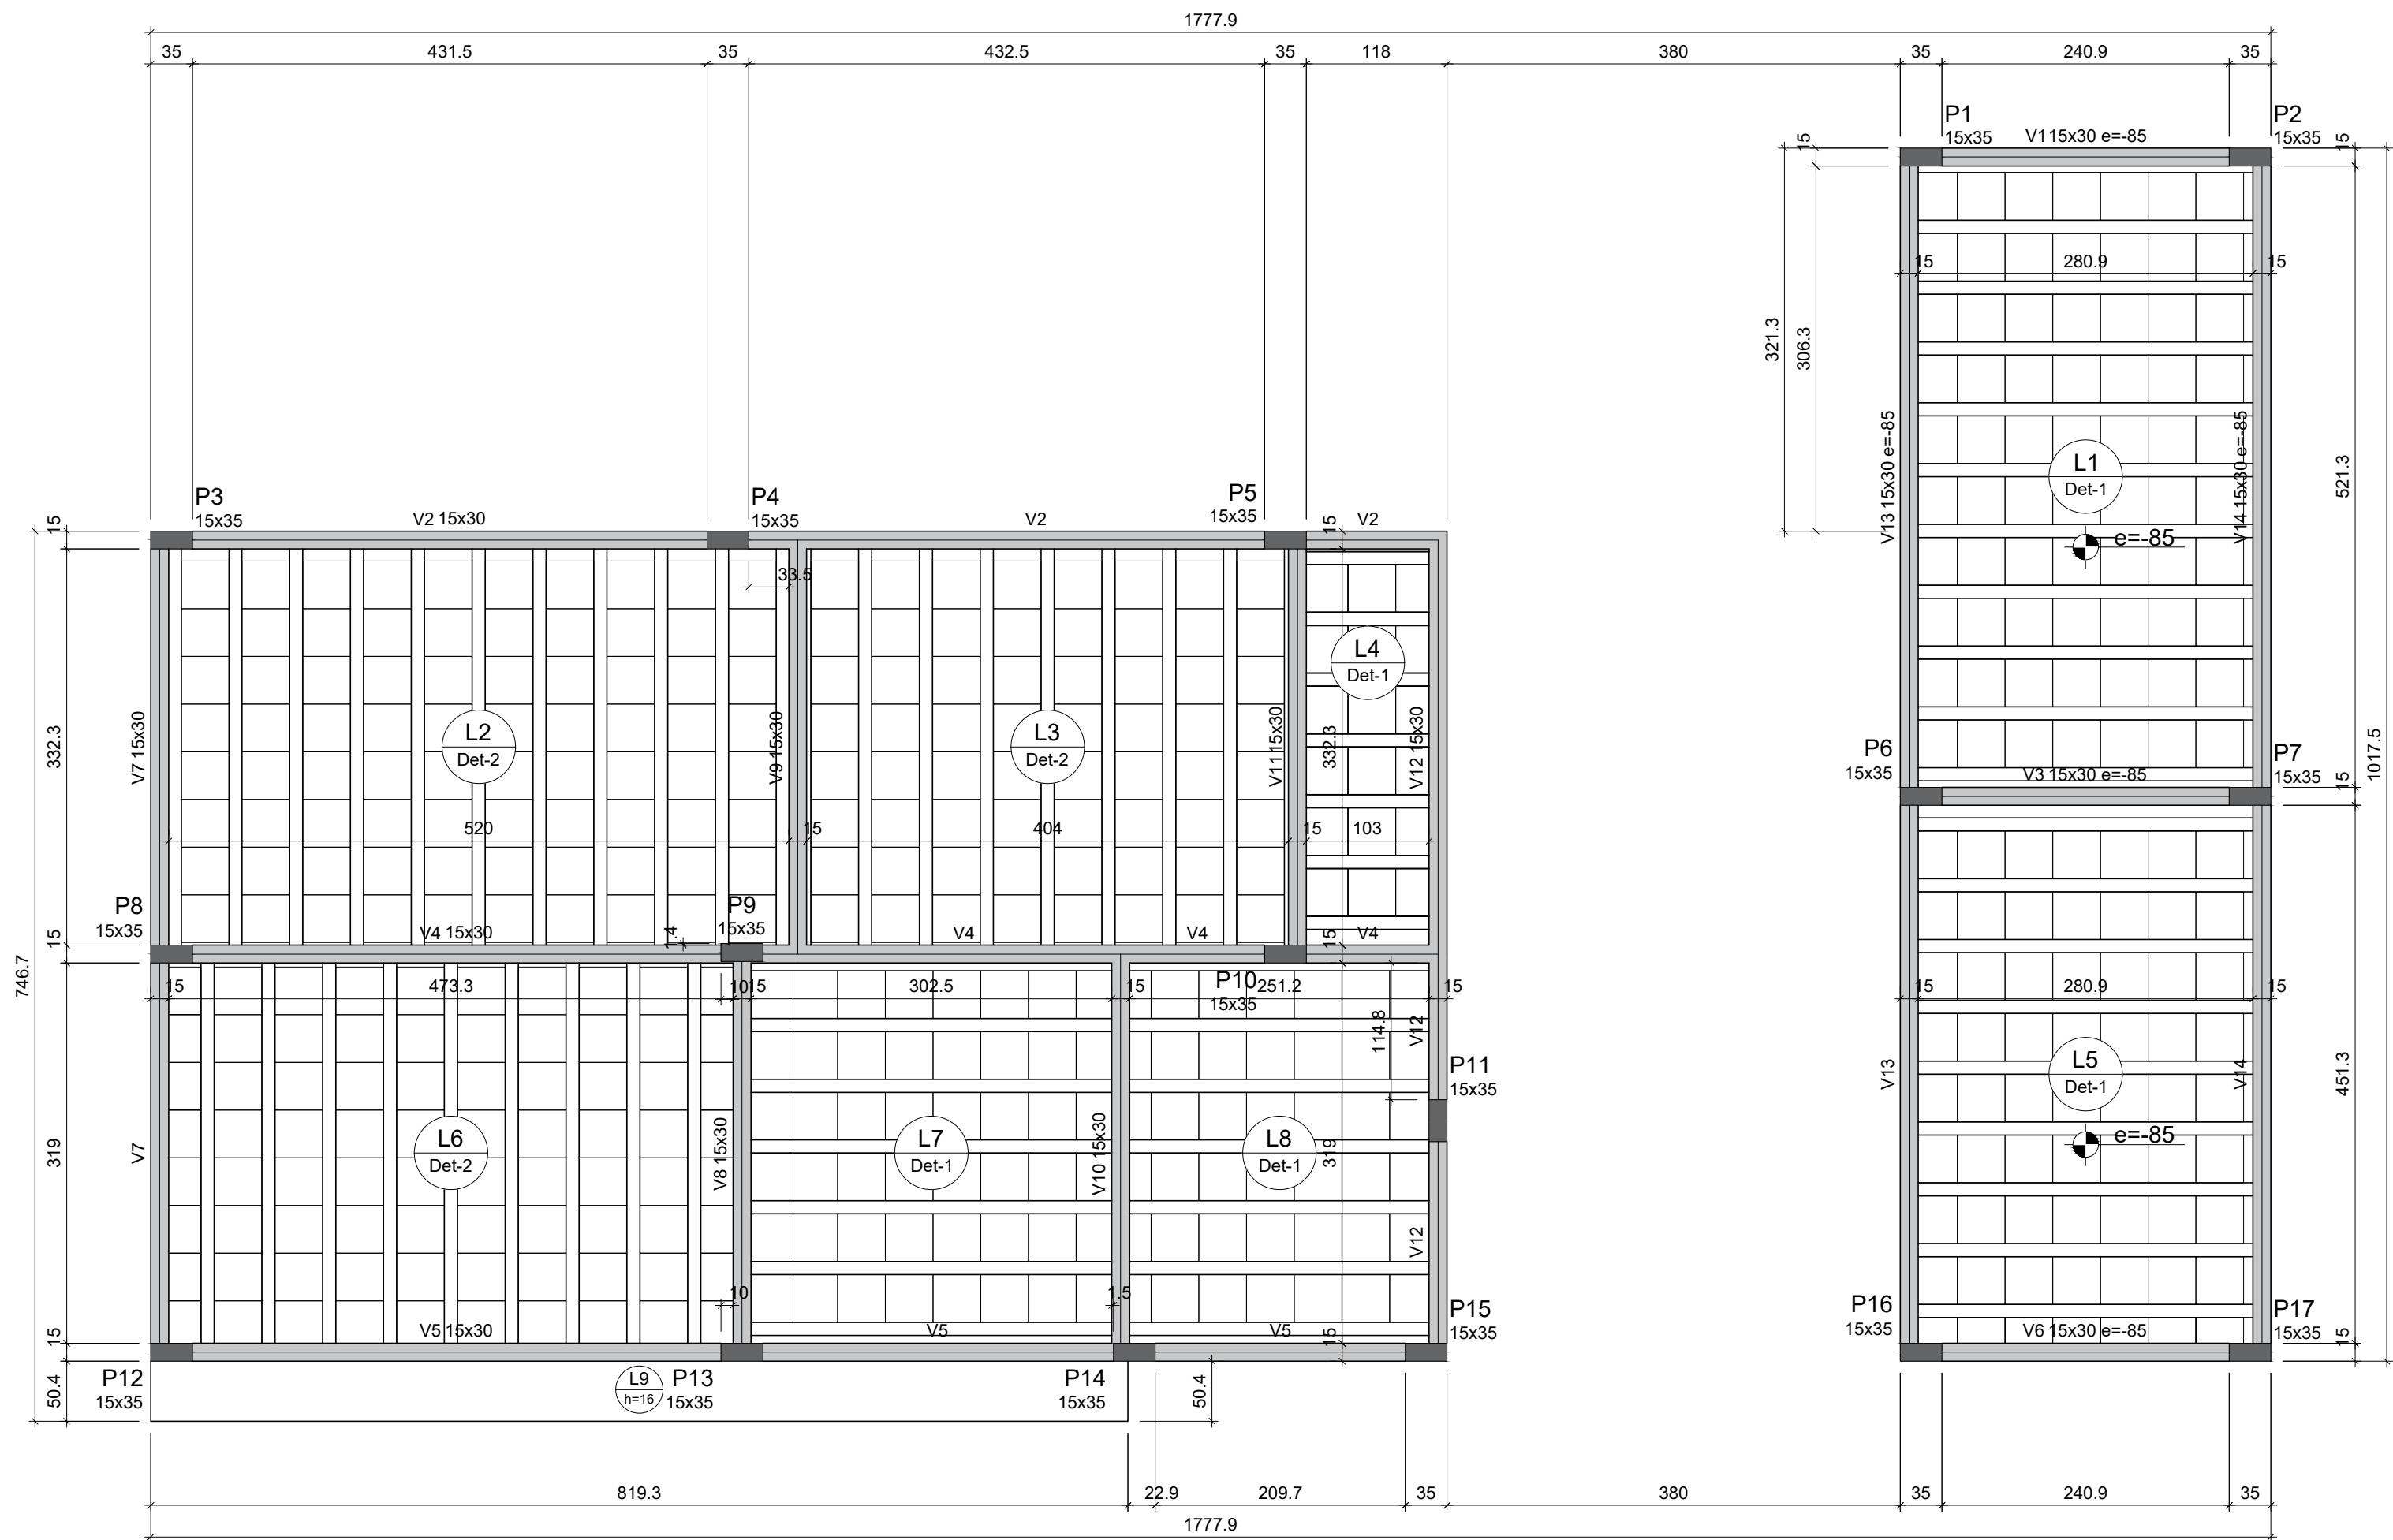 1777.9
35 431.5 35 432.5 35 118 380 35 240.9 35
P1
15x35
V1 15x30 e=-85
P2
15x35
15
15
15 280.9 15
321.3
306.3
V13 15x30 e=-85
L1
Det-1
e=-85
V14 15x30 e=-85
521.3
1017.5
P3
15x35
V2 15x30
P4
15x35
V2
P5
15x35
V2
15
15
33.5
L4
Det-1
332.3
V7 15x30
L2
Det-2
V9 15x30
L3
Det-2
V11 15x30
332.3
V12 15x30
P6
15x35
V3 15x30 e=-85
P7
15x35
15
520 15 404 15 103
P8
15x35
15
V4 15x30
1.4
P9
15x35
V4
V4
V4
15
746.7
15 473.3 10 15 302.5 15 251.2 15
P10
15x35
15 280.9 15
114.8
V12
P11
15x35
319
V7
L6
Det-2
V8 15x30
L7
Det-1
V10 15x30
L8
Det-1
319
V12
V13
L5
Det-1
e=-85
V14
451.3
10
1.5
15
V5 15x30
V5
V5
15
P15
15x35
P16
15x35
V6 15x30 e=-85
P17
15x35
15
50.4
P12
15x35
L9
h=16
P13
15x35
P14
15x35
50.4
819.3 22.9 209.7 35 380 35 240.9 35
1777.9